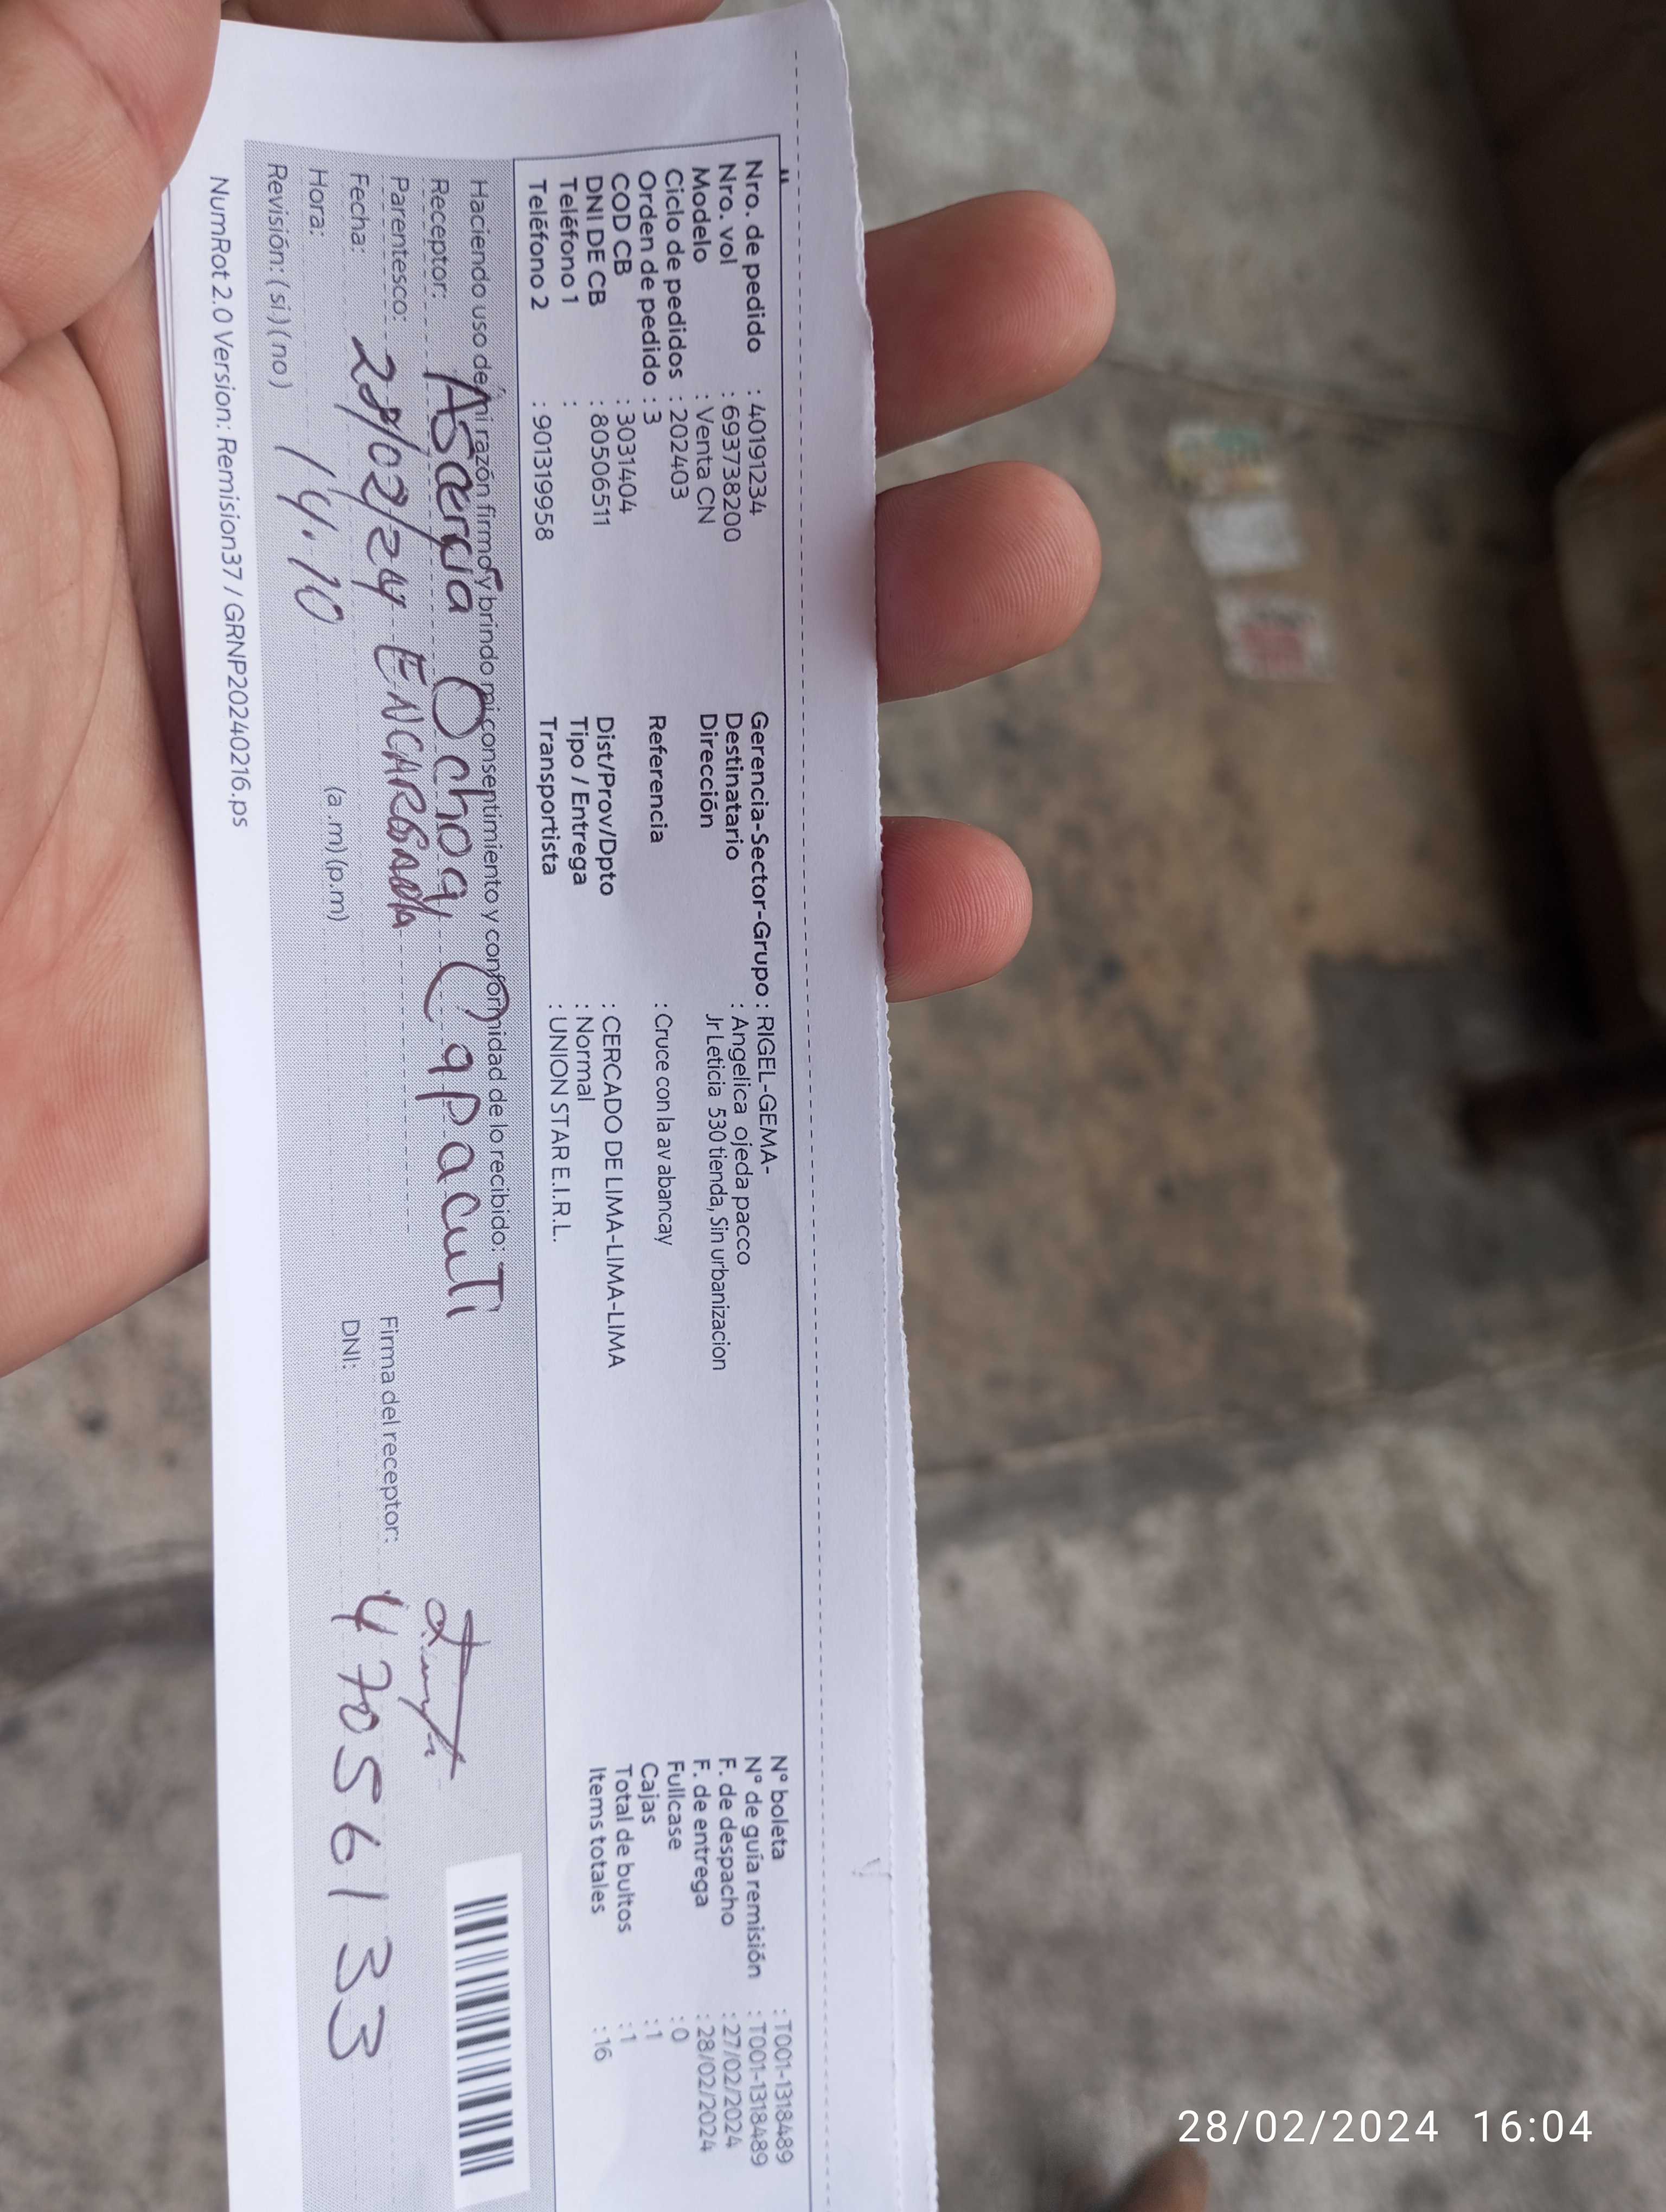 Nro. de pedido : 40191234
Nro. vol : 693738200
Modelo : Venta CN
Ciclo de pedidos : 202403
Orden de pedido : 3
COD CB : 3031404
DNI DE CB : 80506511
Teléfono 1 :
Teléfono 2 : 901319958
Gerencia-Sector-Grupo : RIGEL-GEMA-
Destinatario : Angelica ojeda pacco
Dirección Jr Leticia 530 tienda, Sin urbanizacion
Referencia : Cruce con la av abancay
Dist/Prov/Dpto : CERCADO DE LIMA-LIMA-LIMA
Tipo / Entrega : Normal
Transportista : UNION STAR E.I.R.L.
N° boleta : T001-1318489
N° de guía remisión : T001-1318489
F. de despacho : 27/02/2024
F. de entrega : 28/02/2024
Fullcase : 0
Cajas : 1
Total de bultos : 1
Items totales : 16
Haciendo uso de mi razón firmo y brindo mi consentimiento y conformidad de lo recibido:
Receptor: Ochoa Ccapacuti
Parentesco: ENCARGADA
Fecha: 28/02/24
Hora: 14.10 (a.m) (p.m)
Revisión: ( si ) ( no )
Firma del receptor:
DNI: 47056133
NumRot 2.0 Version: Remision37 / GRNP20240216.ps
28/02/2024 16:04